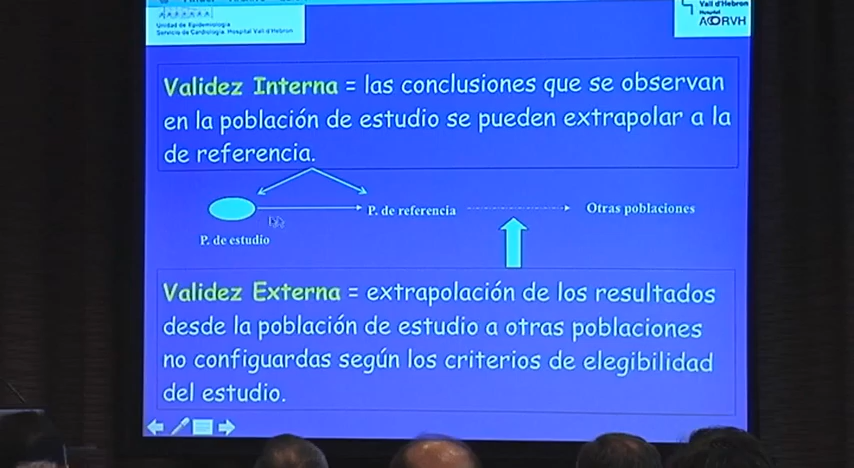 Unidad de Epidemiología
Servicio de Cardiología. Hospital Vall d'Hebron
Vall d'Hebron
Hospital
ACORVH
Validez Interna = las conclusiones que se observan
en la población de estudio se pueden extrapolar a la
de referencia.
P. de referencia
Otras poblaciones
P. de estudio
Validez Externa = extrapolación de los resultados
desde la población de estudio a otras poblaciones
no configuardas según los criterios de elegibilidad
del estudio.